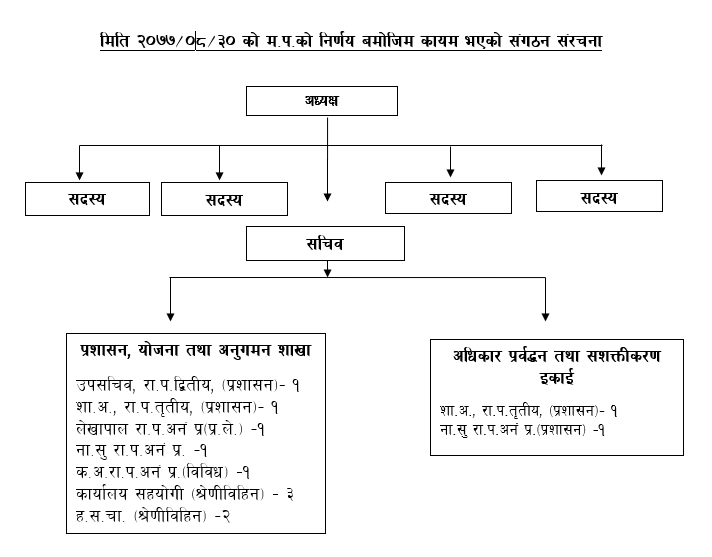 मिति २०७७/०८/३० को म.प.को निर्णय बमोजिम कायम भएको संगठन संरचना
अध्यक्ष
सदस्य
सदस्य
सदस्य
सदस्य
सचिव
प्रशासन, योजना तथा अनुगमन शाखा
उपसचिव, रा.प.द्वितीय, (प्रशासन)- १
शा.अ., रा.प.तृतीय, (प्रशासन)- १
लेखापाल रा.प.अनं प्र(प्र.ले.) -१
ना.सु रा.प.अनं प्र. -१
क.अ.रा.प.अनं प्र.(विविध) -१
कार्यालय सहयोगी (श्रेणीविहिन) - ३
ह.स.चा. (श्रेणीविहिन) -२
अधिकार प्रर्वद्धन तथा सशक्तीकरण
इकाई
शा.अ., रा.प.तृतीय, (प्रशासन)- १
ना.सु रा.प.अनं प्र.(प्रशासन) -१